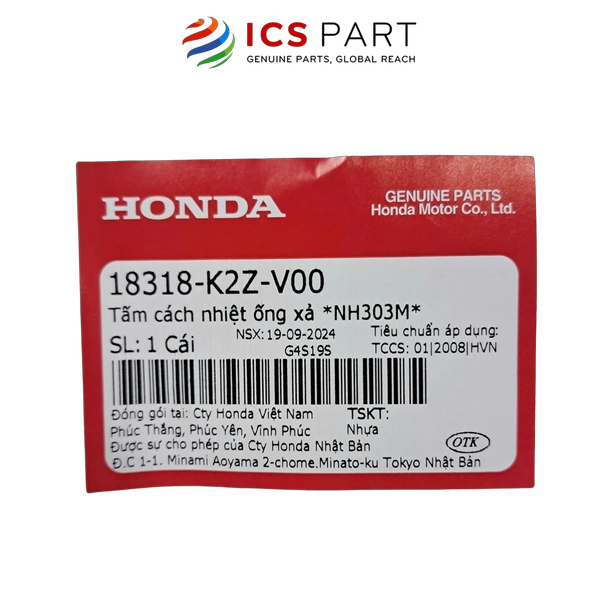 ICS PART
GENUINE PARTS, GLOBAL REACH
HONDA
GENUINE PARTS
Honda Motor Co., Ltd.
18318-K2Z-V00
Tấm cách nhiệt ống xả *NH303M*
SL: 1 Cái
NSX: 19-09-2024
G4S19S
Tiêu chuẩn áp dụng:
TCCS: 01|2008|HVN
Đóng gói tại: Cty Honda Việt Nam
Phúc Thắng, Phúc Yên, Vĩnh Phúc
TSKT:
Nhựa
Được sự cho phép của Cty Honda Nhật Bản
Đ.C 1-1. Minami Aoyama 2-chome.Minato-ku Tokyo Nhật Bản
OTK